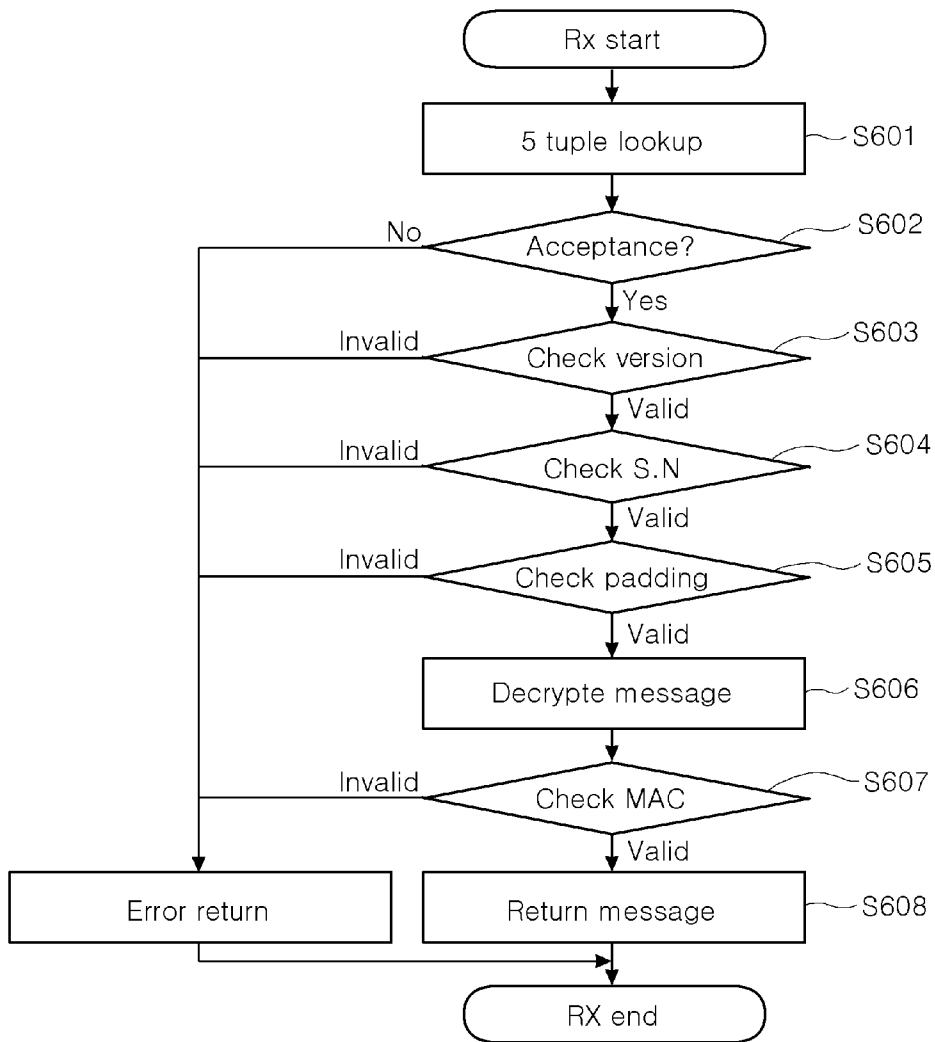 Rx start
5 tuple lookup
S601
Acceptance?
S602
No
Yes
Check version
S603
Invalid
Valid
Check S.N
S604
Invalid
Valid
Check padding
S605
Invalid
Valid
Decrypte message
S606
Check MAC
S607
Invalid
Valid
Error return
Return message
S608
RX end